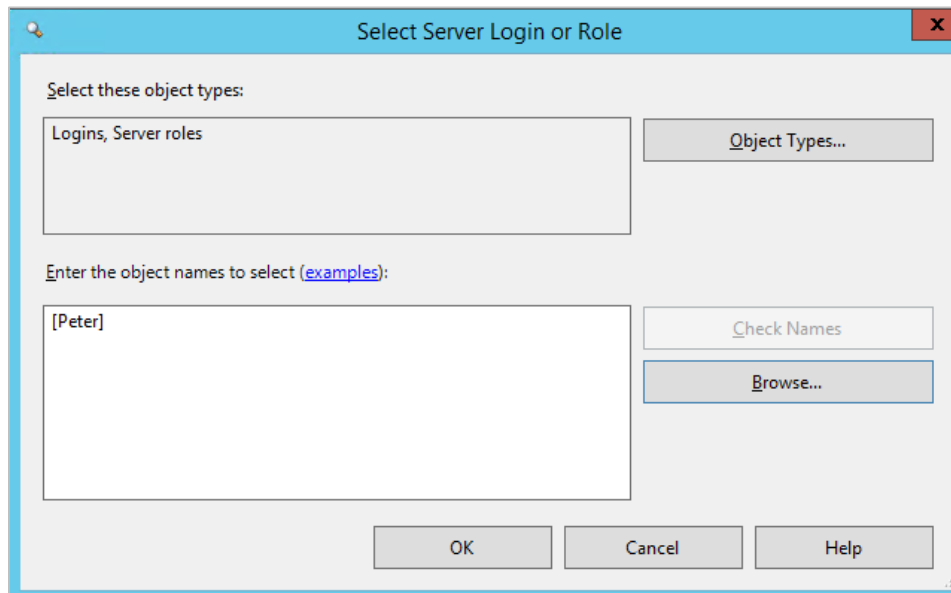 Select Server Login or Role
x
Select these object types:
Logins, Server roles
Object Types...
Enter the object names to select (examples):
[Peter]
Check Names
Browse...
OK
Cancel
Help